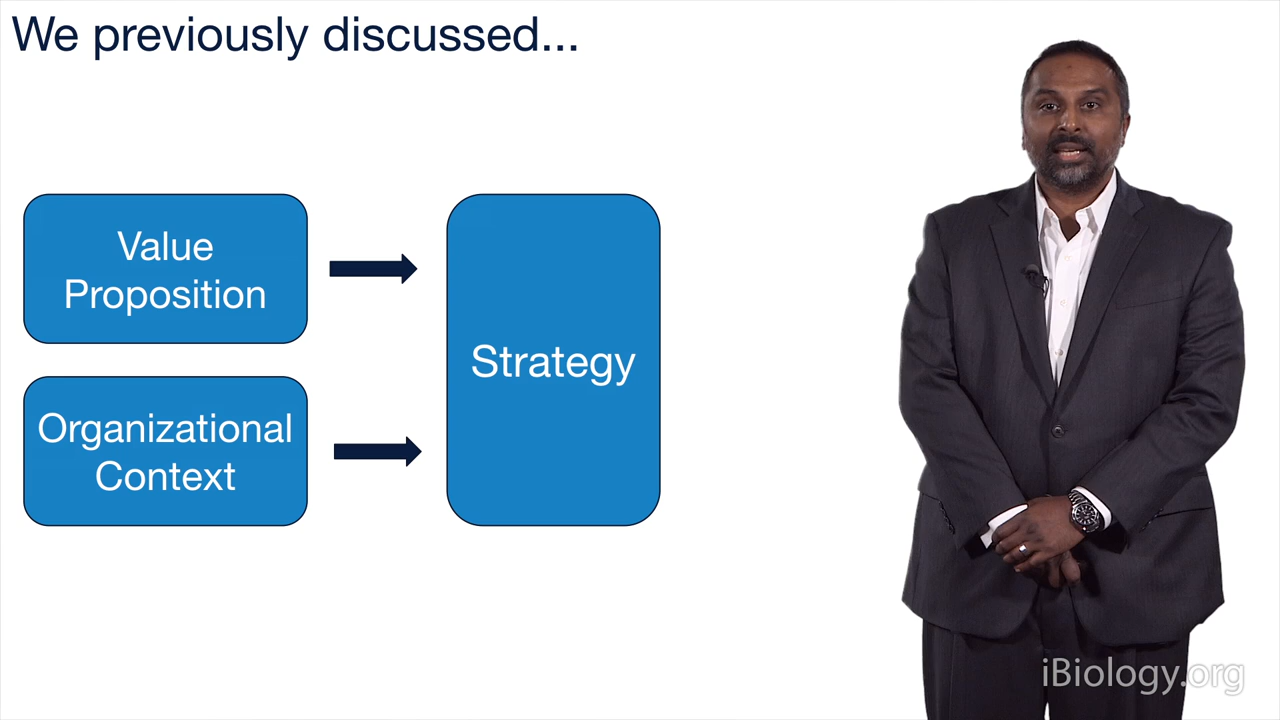 We previously discussed...
Value
Proposition
Organizational
Context
Strategy
iBiology.org